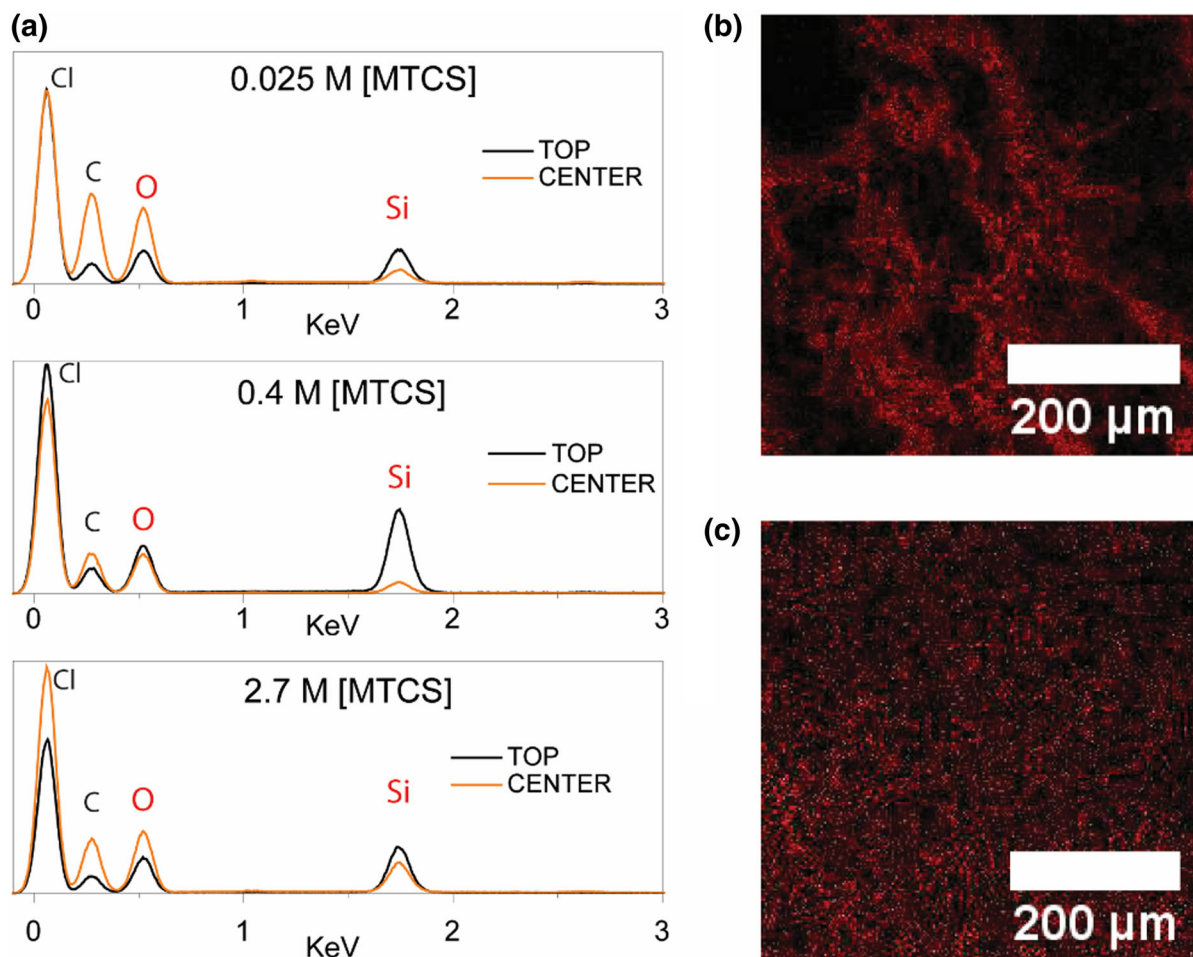 (a)
0.025 M [MTCS]
Cl
C
O
Si
TOP
CENTER
0
1
2
3
KeV
0.4 M [MTCS]
Cl
C
O
Si
TOP
CENTER
0
1
2
3
KeV
2.7 M [MTCS]
Cl
C
O
Si
TOP
CENTER
0
1
2
3
KeV
(b)
200 μm
(c)
200 μm